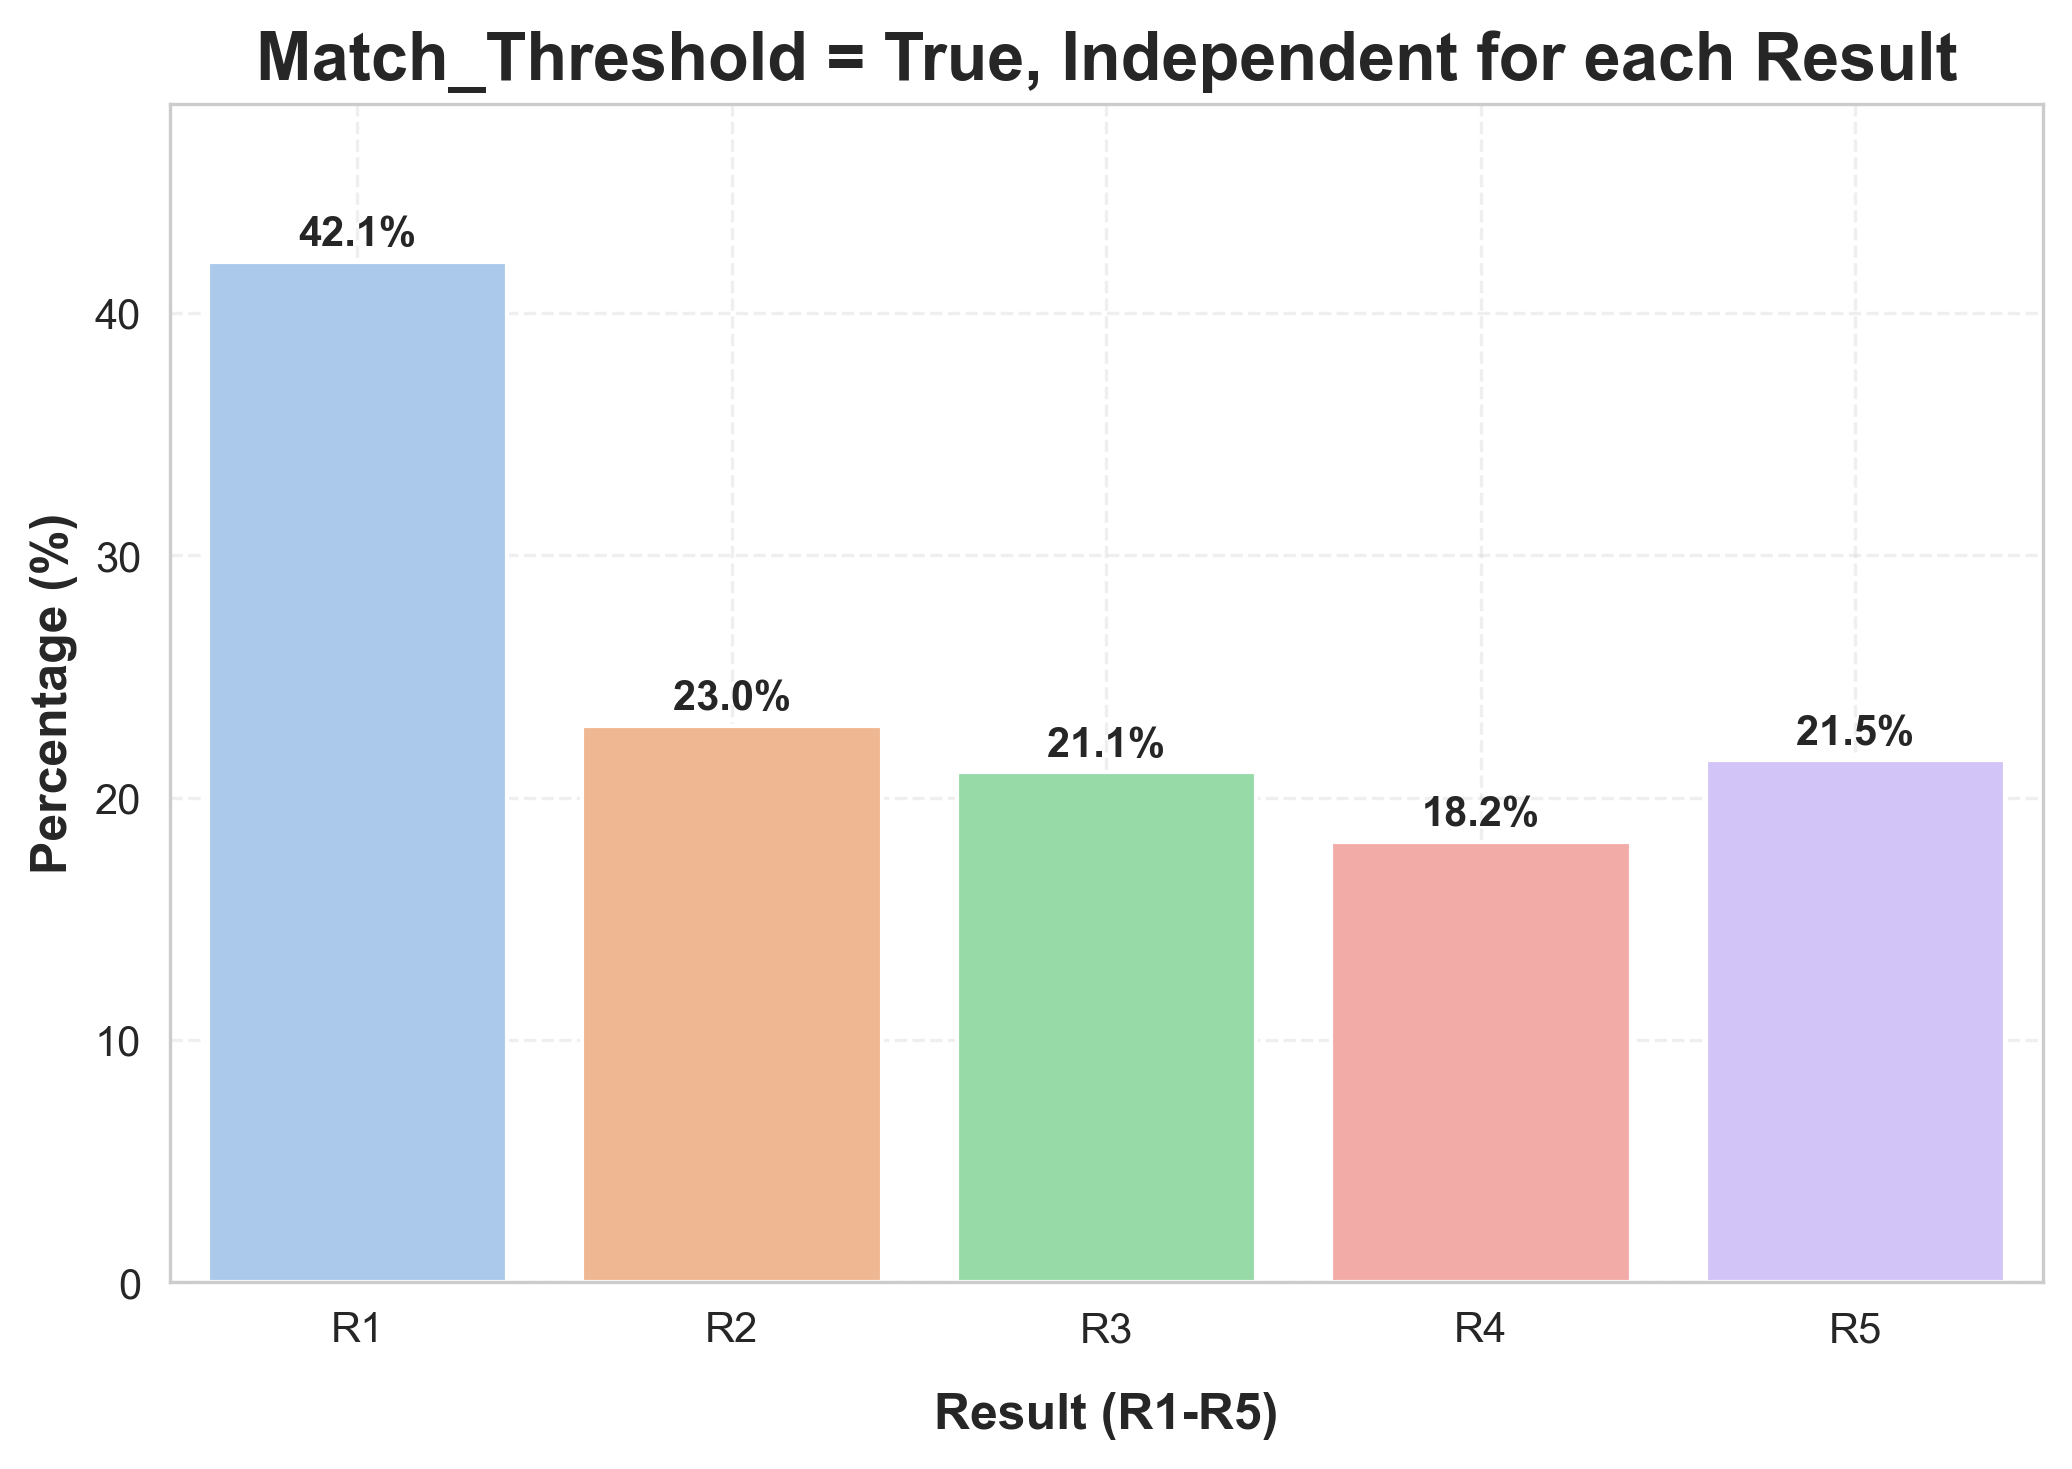 Match_Threshold = True, Independent for each Result
42.1%
23.0%
21.1%
18.2%
21.5%
40
30
20
10
0
Percentage (%)
R1
R2
R3
R4
R5
Result (R1-R5)